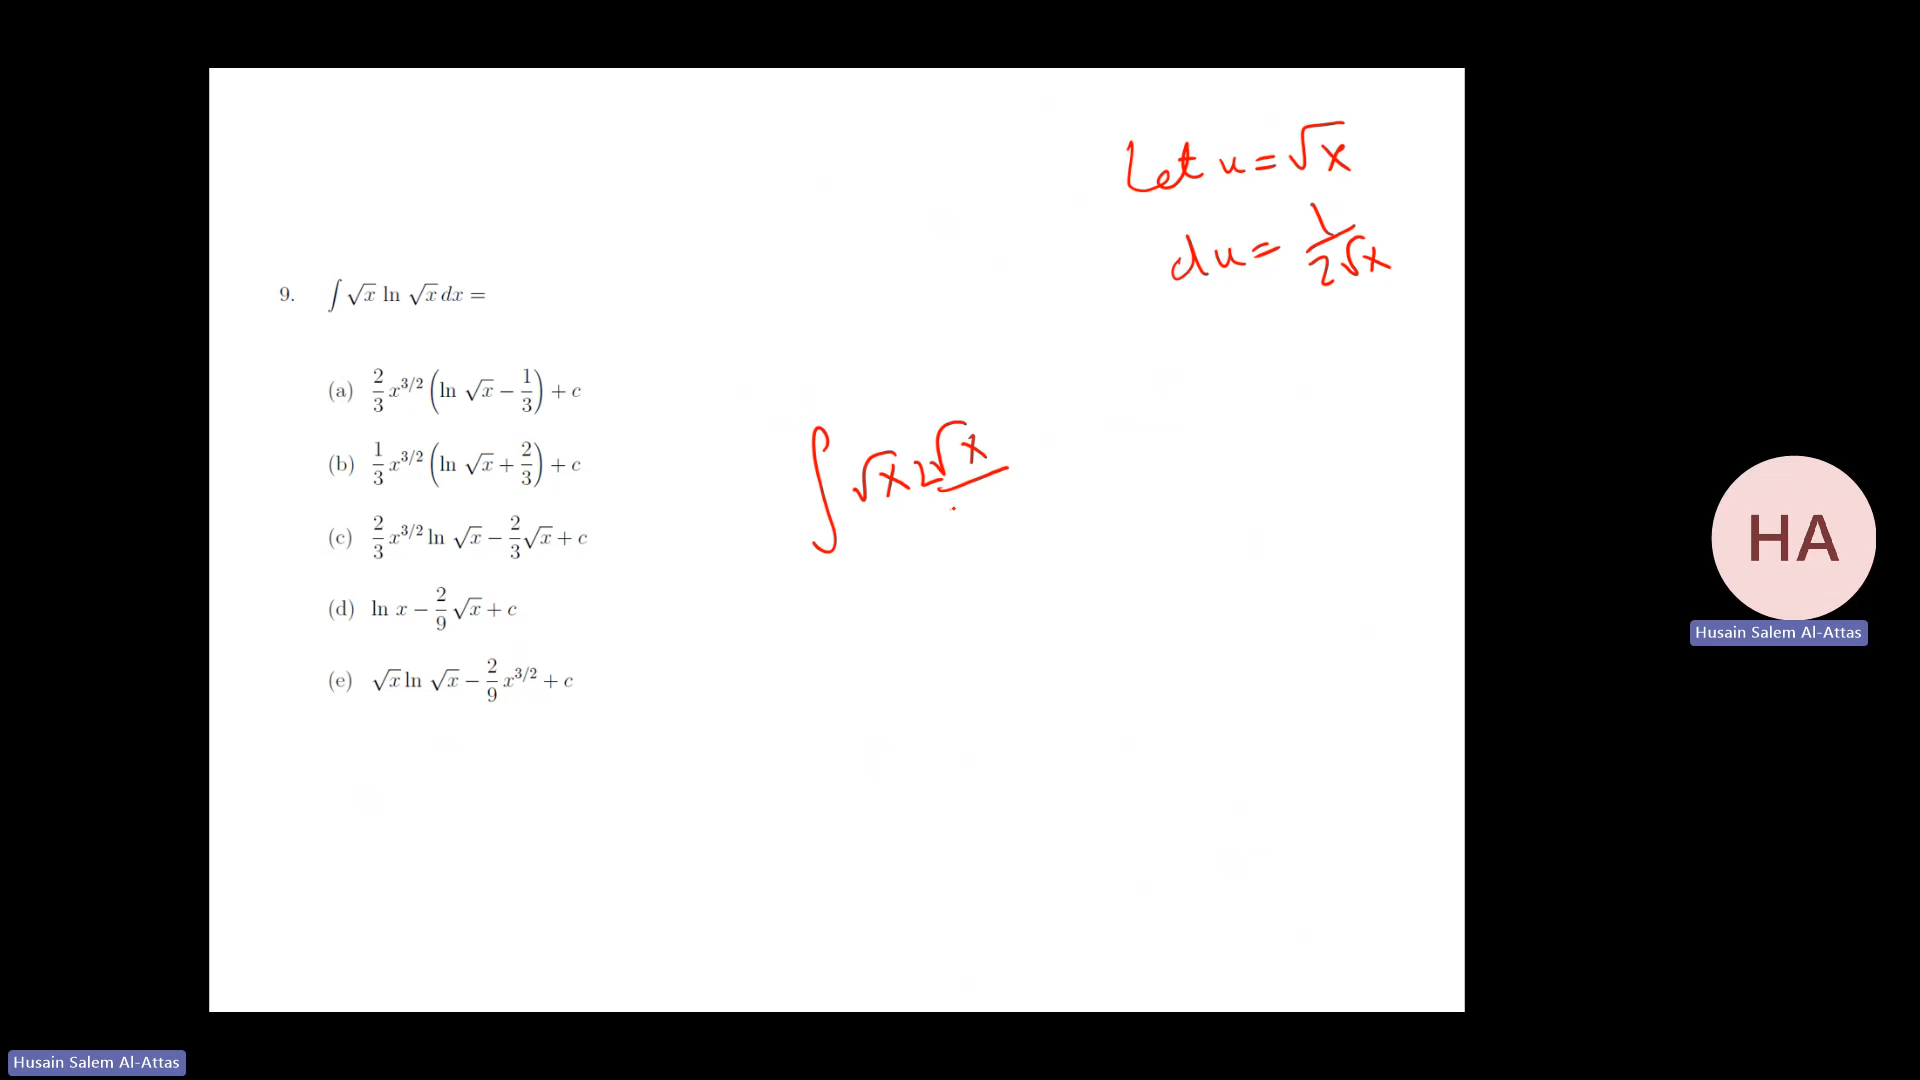 Let u = √x
du = 1/2√x
9. ∫ √x ln √x dx =
(a) 2/3 x^3/2 (ln √x − 1/3) + c
(b) 1/3 x^3/2 (ln √x + 2/3) + c
(c) 2/3 x^3/2 ln √x − 2/3 √x + c
(d) ln x − 2/9 √x + c
(e) √x ln √x − 2/9 x^3/2 + c
∫ √x 2√x
HA
Husain Salem Al-Attas
Husain Salem Al-Attas